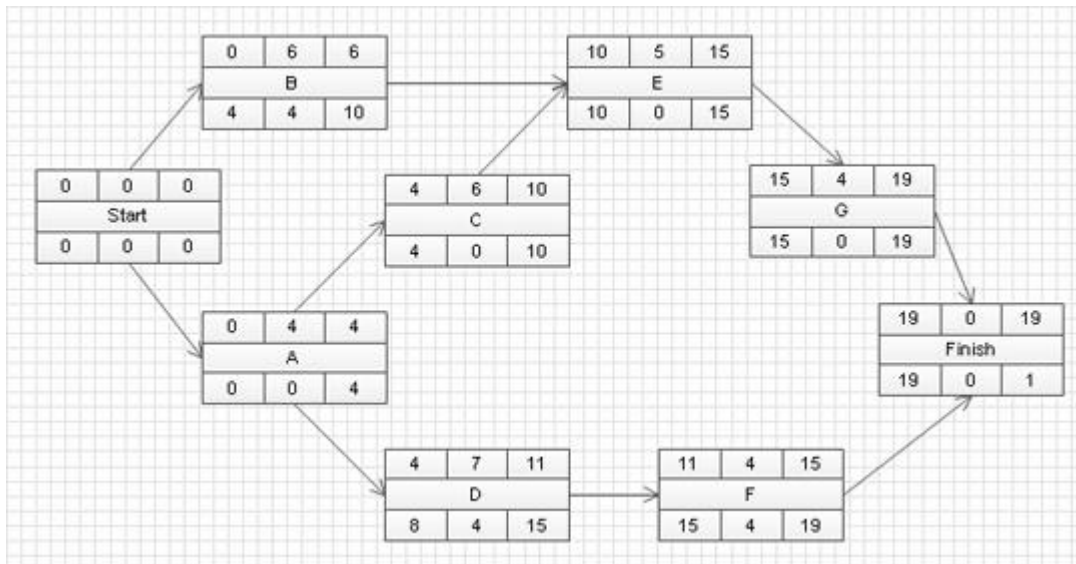 0 6 6
B
4 4 10
10 5 15
E
10 0 15
0 0 0
Start
0 0 0
4 6 10
C
4 0 10
15 4 19
G
15 0 19
0 4 4
A
0 0 4
19 0 19
Finish
19 0 1
4 7 11
D
8 4 15
11 4 15
F
15 4 19